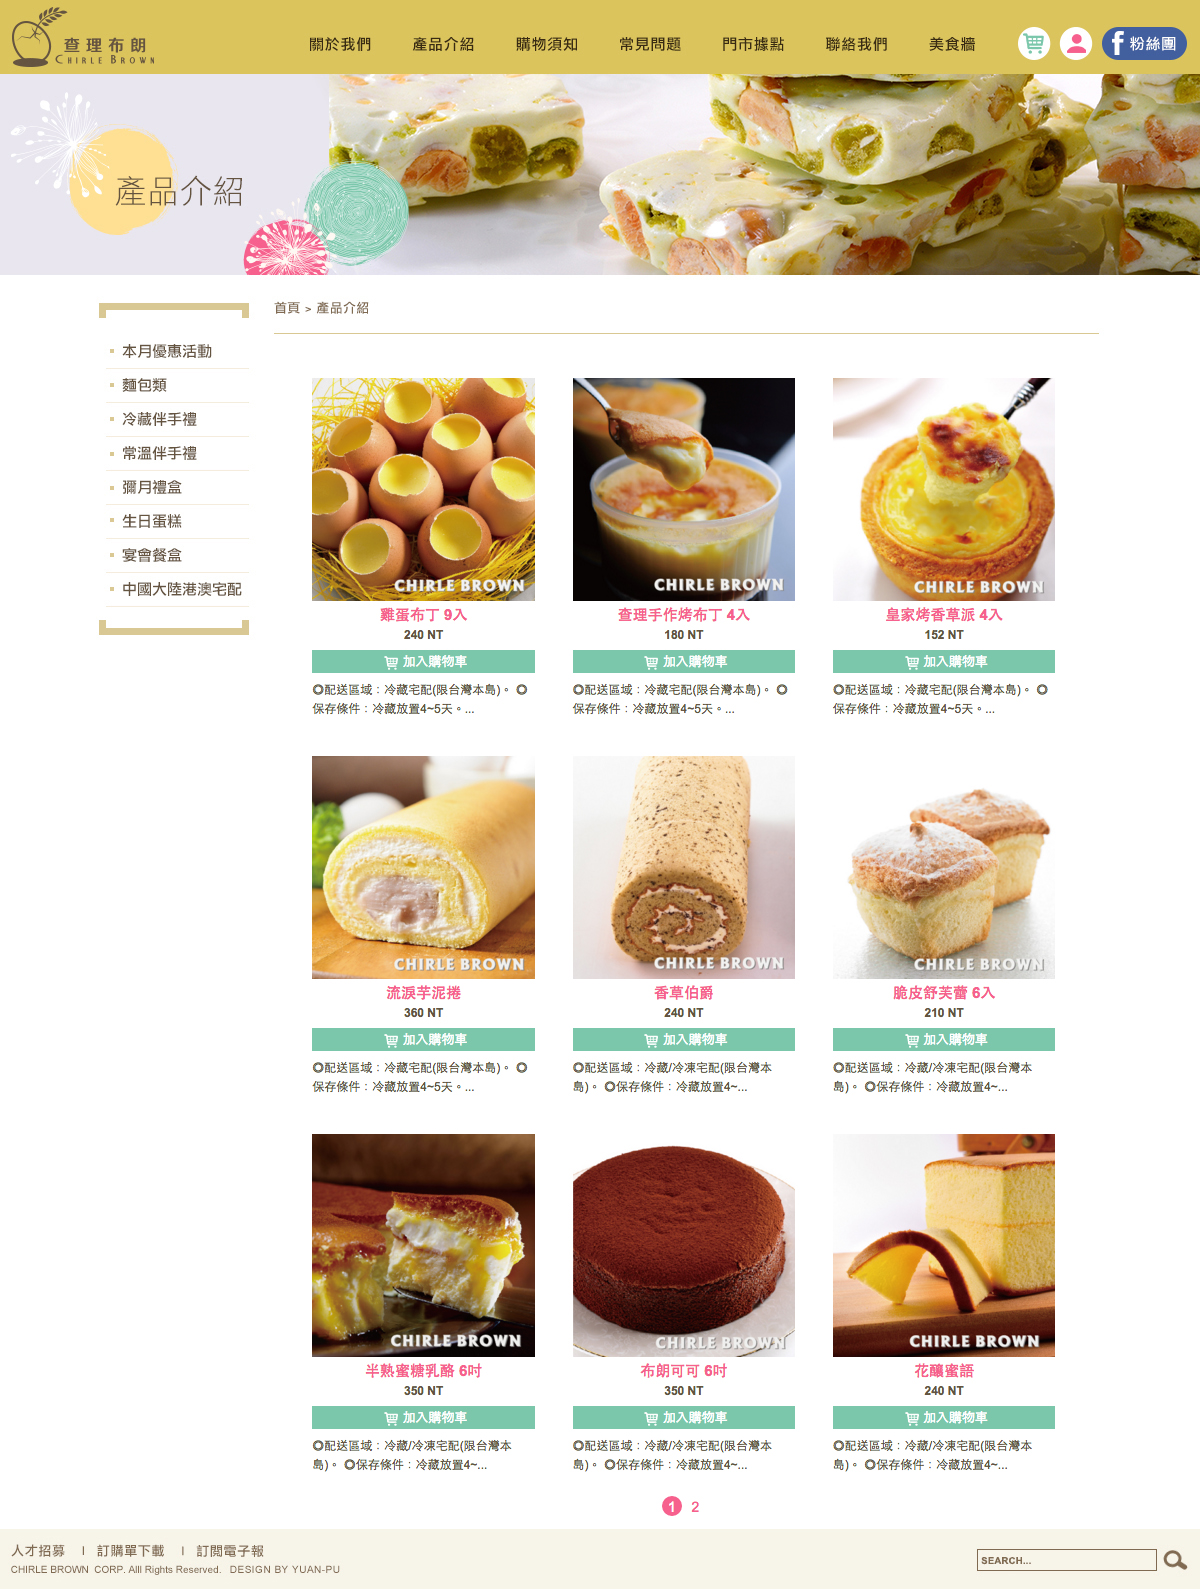 查理布朗
CHIRLE BROWN
關於我們
產品介紹
購物須知
常見問題
門市據點
聯絡我們
美食牆
粉絲團
產品介紹
首頁 > 產品介紹
本月優惠活動
麵包類
冷藏伴手禮
常溫伴手禮
彌月禮盒
生日蛋糕
宴會餐盒
中國大陸港澳宅配
CHIRLE BROWN
CHIRLE BROWN
CHIRLE BROWN
雞蛋布丁 9入
240 NT
加入購物車
◎配送區域：冷藏宅配(限台灣本島)。 ◎
保存條件：冷藏放置4~5天。...
查理手作烤布丁 4入
180 NT
加入購物車
◎配送區域：冷藏宅配(限台灣本島)。 ◎
保存條件：冷藏放置4~5天。...
皇家烤香草派 4入
152 NT
加入購物車
◎配送區域：冷藏宅配(限台灣本島)。 ◎
保存條件：冷藏放置4~5天。...
CHIRLE BROWN
CHIRLE BROWN
CHIRLE BROWN
流淚芋泥捲
360 NT
加入購物車
◎配送區域：冷藏宅配(限台灣本島)。 ◎
保存條件：冷藏放置4~5天。...
香草伯爵
240 NT
加入購物車
◎配送區域：冷藏/冷凍宅配(限台灣本
島)。 ◎保存條件：冷藏放置4~...
脆皮舒芙蕾 6入
210 NT
加入購物車
◎配送區域：冷藏/冷凍宅配(限台灣本
島)。 ◎保存條件：冷藏放置4~...
CHIRLE BROWN
CHIRLE BROWN
CHIRLE BROWN
半熟蜜糖乳酪 6吋
350 NT
加入購物車
◎配送區域：冷藏/冷凍宅配(限台灣本
島)。 ◎保存條件：冷藏放置4~...
布朗可可 6吋
350 NT
加入購物車
◎配送區域：冷藏/冷凍宅配(限台灣本
島)。 ◎保存條件：冷藏放置4~...
花釀蜜語
240 NT
加入購物車
◎配送區域：冷藏/冷凍宅配(限台灣本
島)。 ◎保存條件：冷藏放置4~...
1 2
人才招募 | 訂購單下載 | 訂閱電子報
CHIRLE BROWN CORP. Alll Rights Reserved. DESIGN BY YUAN-PU
SEARCH...